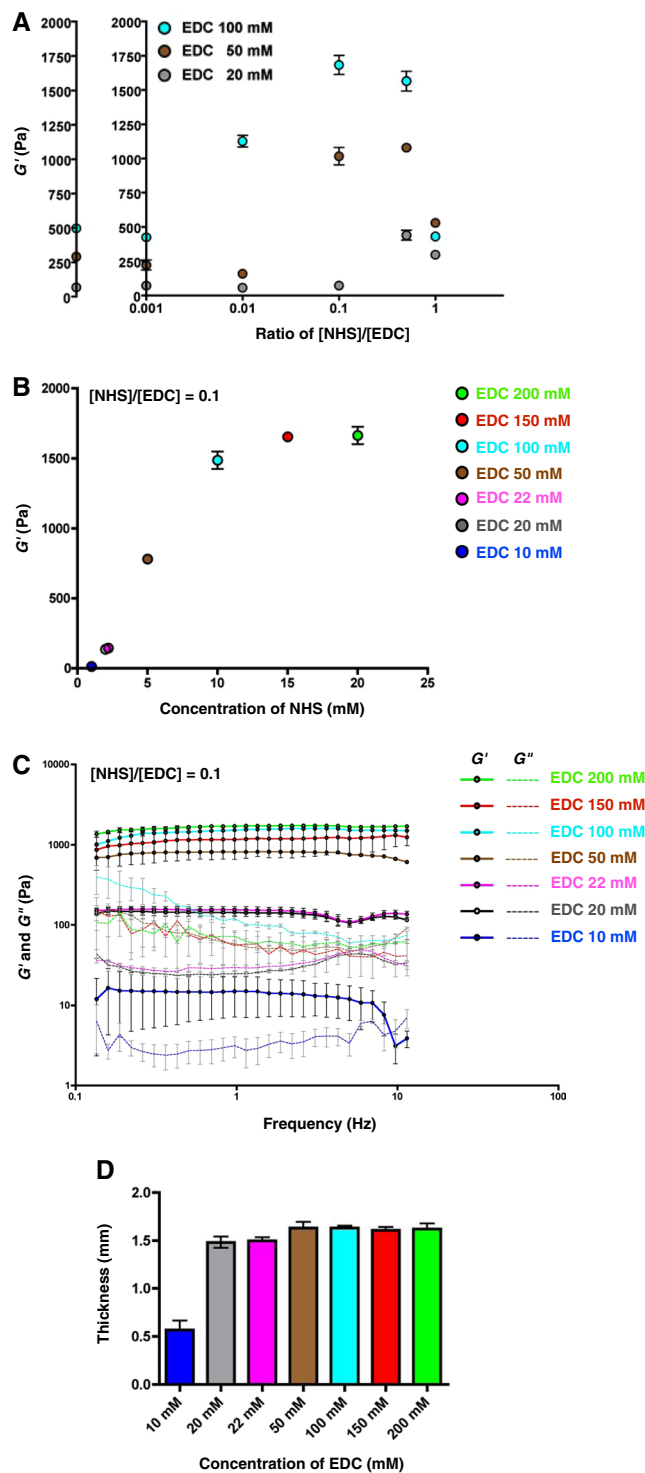 A
2000
1750
1500
1250
1000
750
500
250
0
2000
1750
1500
1250
1000
750
500
250
0
EDC 100 mM
EDC 50 mM
EDC 20 mM
G' (Pa)
0.001
0.01
0.1
1
Ratio of [NHS]/[EDC]
B
[NHS]/[EDC] = 0.1
2000
1500
1000
500
0
G' (Pa)
0
5
10
15
20
25
Concentration of NHS (mM)
EDC 200 mM
EDC 150 mM
EDC 100 mM
EDC 50 mM
EDC 22 mM
EDC 20 mM
EDC 10 mM
C
[NHS]/[EDC] = 0.1
10000
1000
100
10
1
G' and G" (Pa)
0.1
1
10
100
Frequency (Hz)
G' G"
EDC 200 mM
EDC 150 mM
EDC 100 mM
EDC 50 mM
EDC 22 mM
EDC 20 mM
EDC 10 mM
D
2.0
1.5
1.0
0.5
0.0
Thickness (mm)
10 mM
20 mM
22 mM
50 mM
100 mM
150 mM
200 mM
Concentration of EDC (mM)